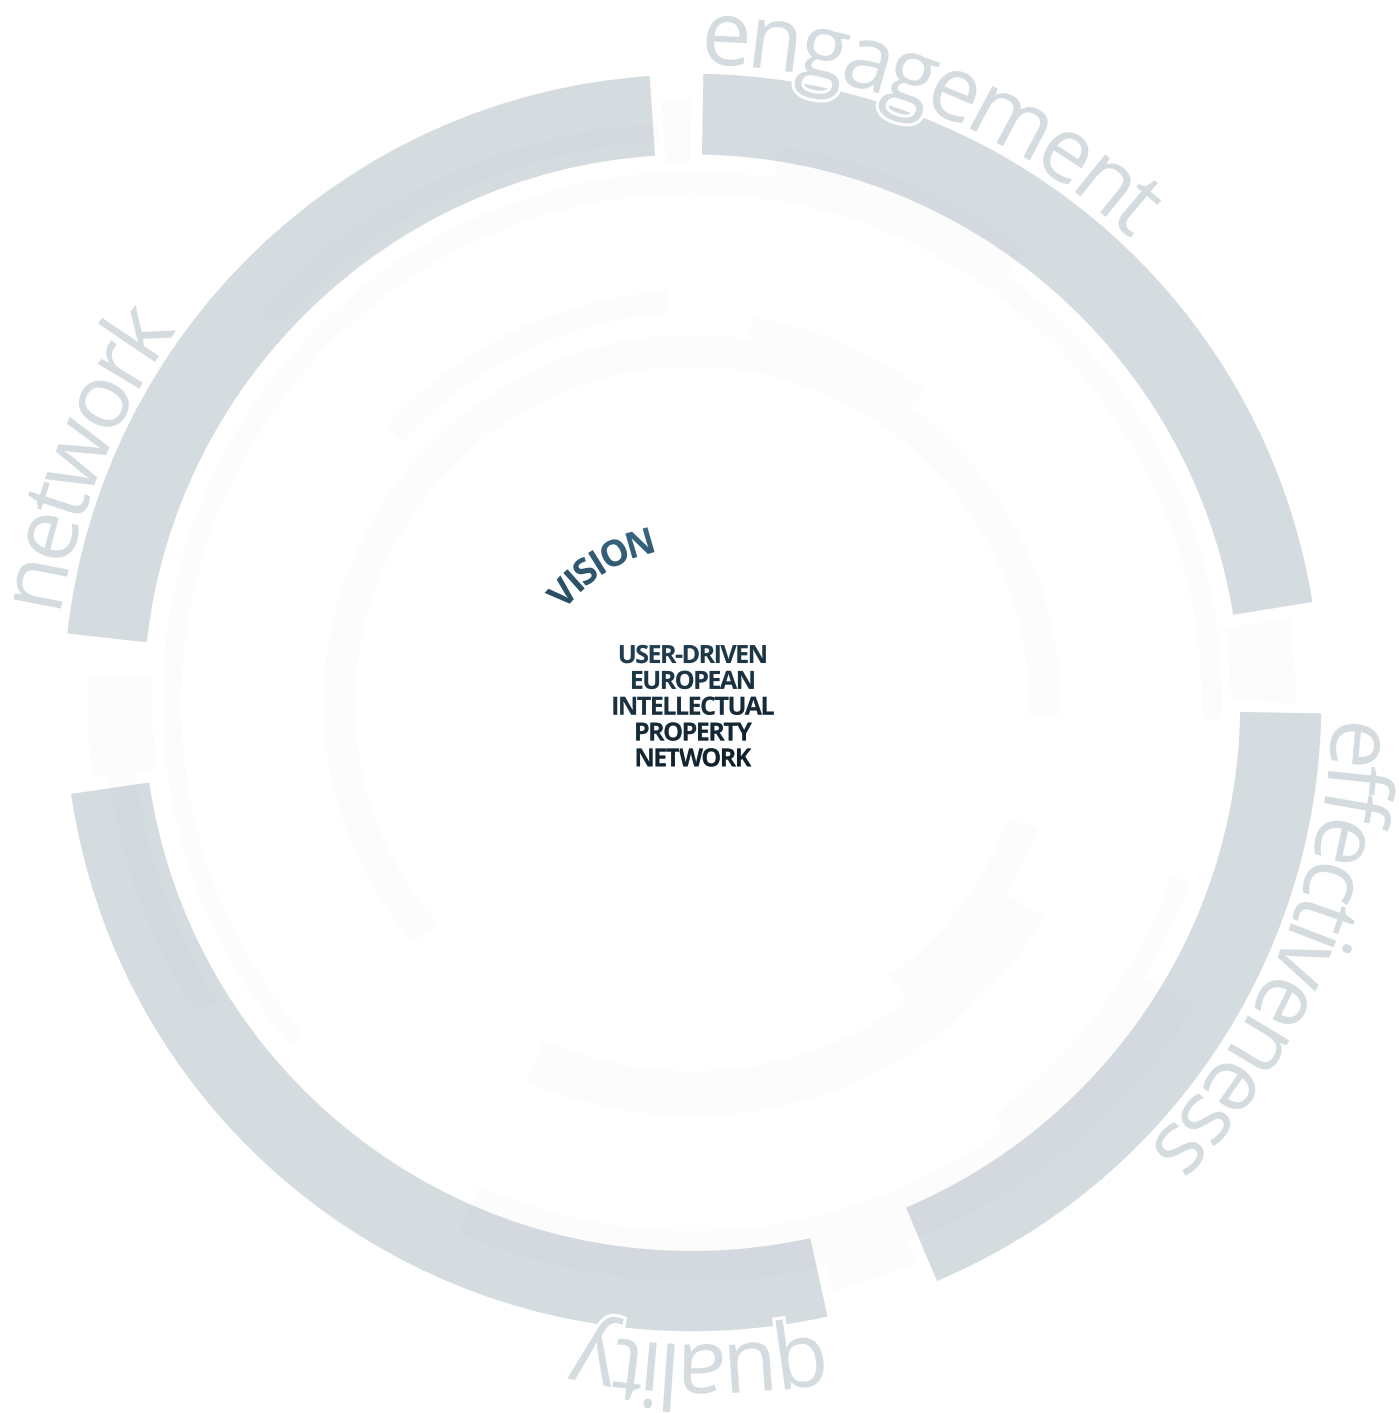 engagement
network
VISION
USER-DRIVEN
EUROPEAN
INTELLECTUAL
PROPERTY
NETWORK
effectiveness
quality